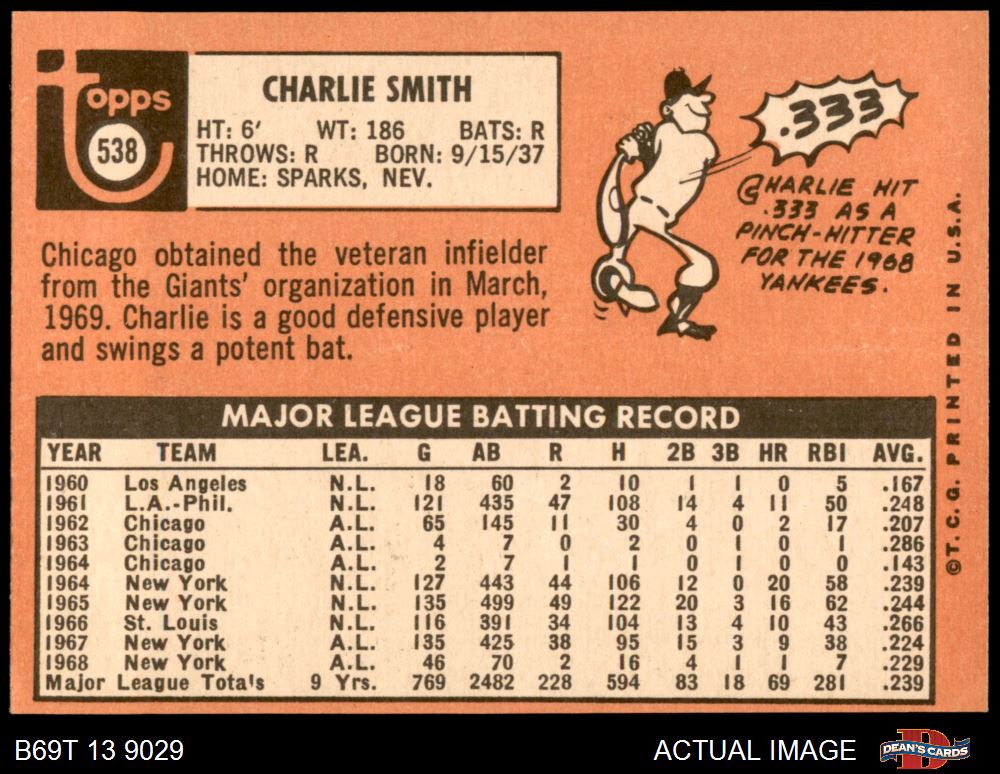 Topps
538
CHARLIE SMITH
HT: 6' WT: 186 BATS: R
THROWS: R BORN: 9/15/37
HOME: SPARKS, NEV.
.333
CHARLIE HIT
.333 AS A
PINCH-HITTER
FOR THE 1968
YANKEES.
Chicago obtained the veteran infielder
from the Giants' organization in March,
1969. Charlie is a good defensive player
and swings a potent bat.
©T. C. G. PRINTED IN U.S.A.
MAJOR LEAGUE BATTING RECORD
YEAR TEAM LEA. G AB R H 2B 3B HR RBI AVG.
1960 Los Angeles N.L. 18 60 2 10 1 1 0 5 .167
1961 L.A.-Phil. N.L. 121 435 47 108 14 4 11 50 .248
1962 Chicago A.L. 65 145 11 30 4 0 2 17 .207
1963 Chicago A.L. 4 7 0 2 0 1 0 1 .286
1964 Chicago A.L. 2 7 1 1 0 1 0 0 .143
1964 New York N.L. 127 443 44 106 12 0 20 58 .239
1965 New York N.L. 135 499 49 122 20 3 16 62 .244
1966 St. Louis N.L. 116 391 34 104 13 4 10 43 .266
1967 New York A.L. 135 425 38 95 15 3 9 38 .224
1968 New York A.L. 46 70 2 16 4 1 1 7 .229
Major League Totals 9 Yrs. 769 2482 228 594 83 18 69 281 .239
B69T 13 9029
ACTUAL IMAGE
DEAN'S CARDS